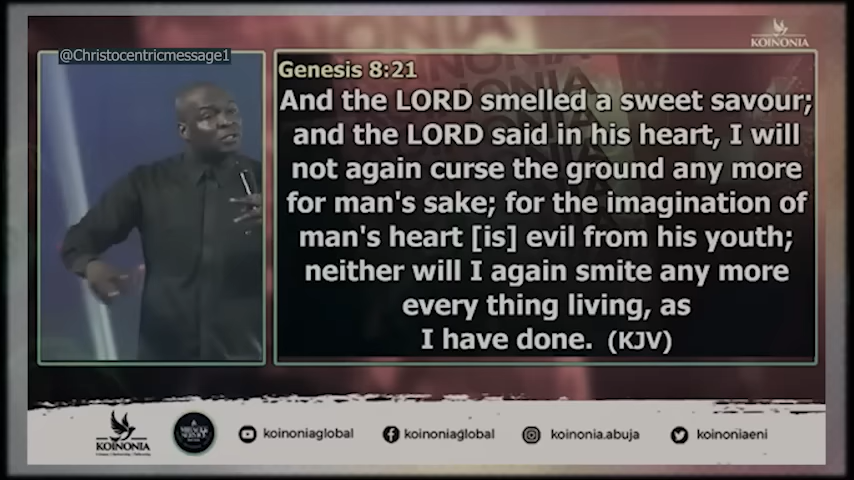 @Christocentricmessage1
KOINONIA
Genesis 8:21
And the LORD smelled a sweet savour;
and the LORD said in his heart, I will
not again curse the ground any more
for man's sake; for the imagination of
man's heart [is] evil from his youth;
neither will I again smite any more
every thing living, as
I have done. (KJV)
KOINONIA
MIRACLE
SERVICE
koinoniaglobal
koinoniaglobal
koinonia.abuja
koinoniaeni